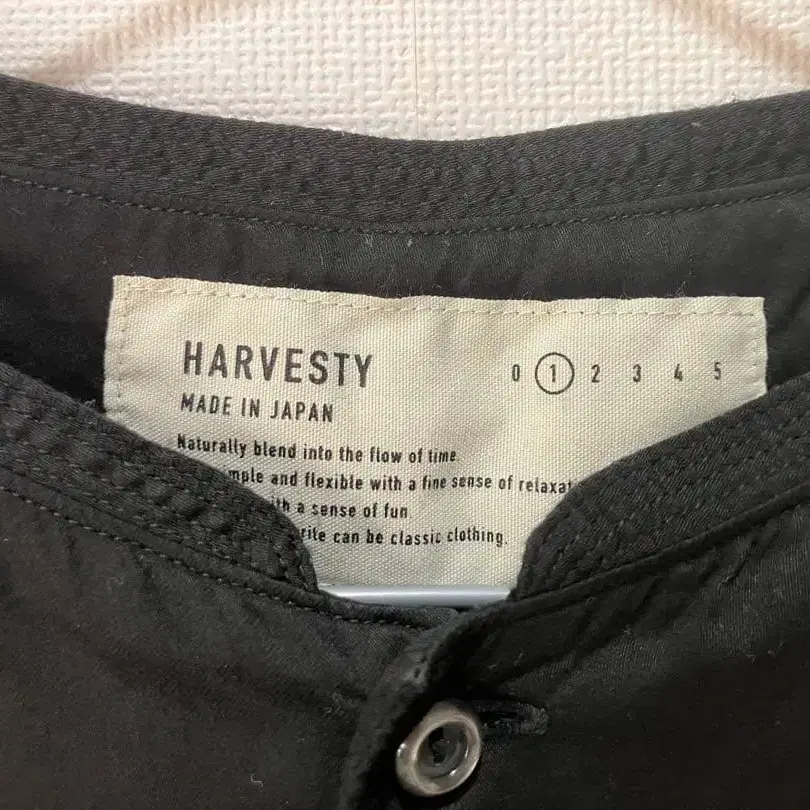 HARVESTY
0 1 2 3 4 5
MADE IN JAPAN
Naturally blend into the flow of time
and flexible with a fine sense of
a sense of fun
can be classic clothing.